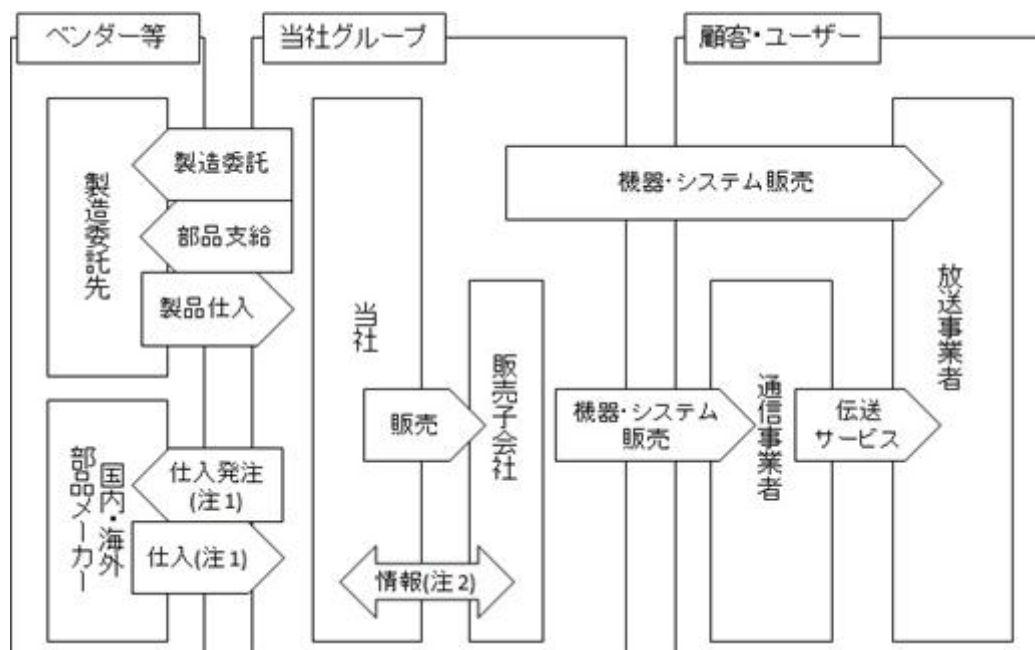 ベンダー等
当社グループ
顧客・ユーザー
製造委託先
製造委託
部品支給
製品仕入
国内・海外
部品メーカー
仕入発注
(注1)
仕入(注1)
当社
販売
販売子会社
情報(注2)
機器・システム販売
機器・システム
販売
通信事業者
伝送
サービス
放送事業者